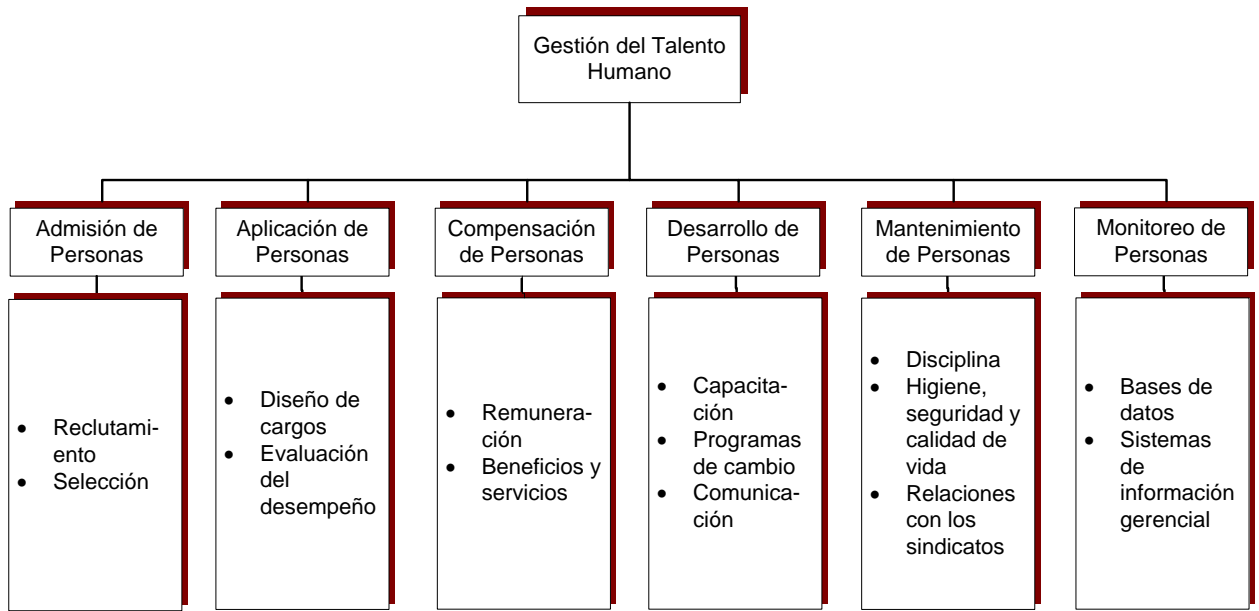 Gestión del Talento
Humano
Admisión de
Personas
Aplicación de
Personas
Compensación
de Personas
Desarrollo de
Personas
Mantenimiento
de Personas
Monitoreo de
Personas
• Reclutami-
ento
• Selección
• Diseño de
cargos
• Evaluación
del
desempeño
• Remunera-
ción
• Beneficios y
servicios
• Capacita-
ción
• Programas
de cambio
• Comunica-
ción
• Disciplina
• Higiene,
seguridad y
calidad de
vida
• Relaciones
con los
sindicatos
• Bases de
datos
• Sistemas
de
información
gerencial